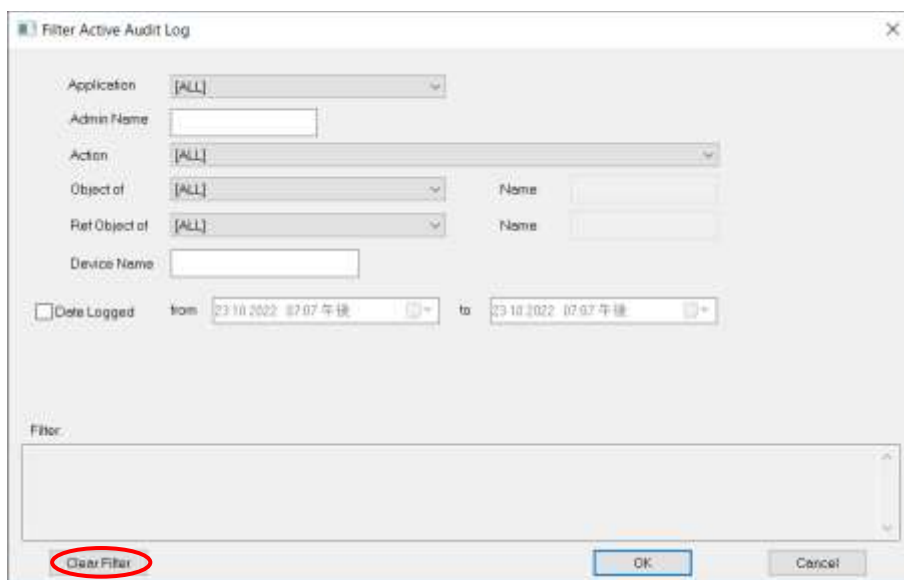 Filter Active Audit Log
Application [ALL]
Admin Name
Action [ALL]
Object of [ALL] Name
Ref Object of [ALL] Name
Device Name
Date Logged from 23.10.2022 07:07 午後 to 23.10.2022 07:07 午後
Filter:
Clear Filter OK Cancel